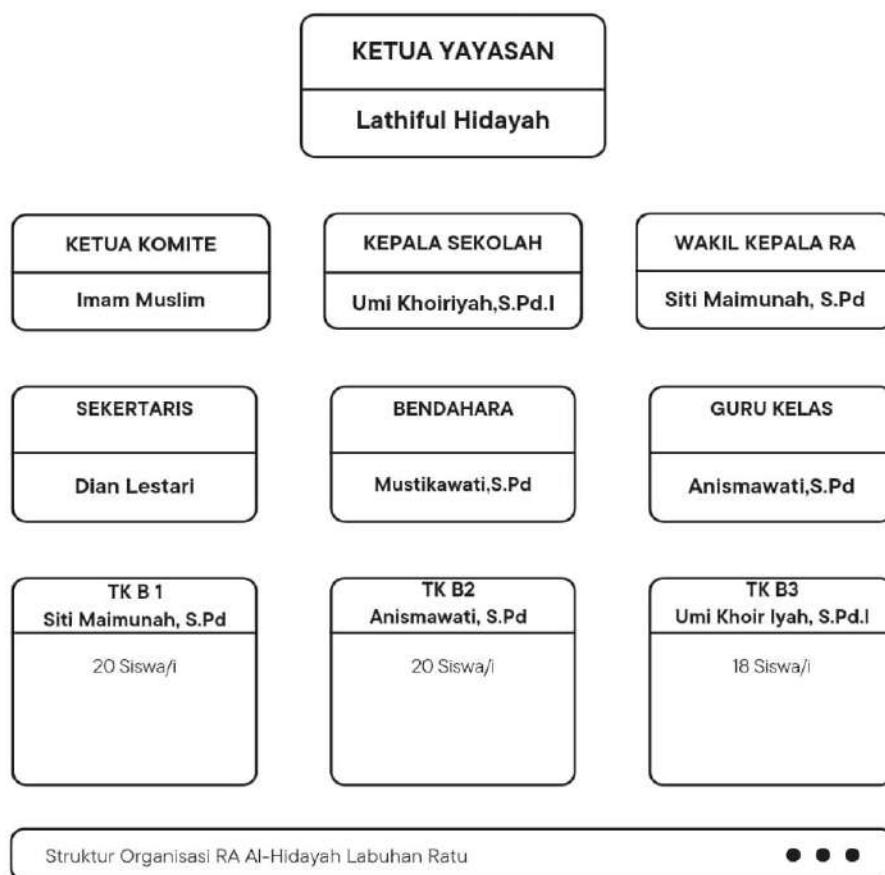 KETUA YAYASAN
Lathiful Hidayah
KETUA KOMITE
Imam Muslim
KEPALA SEKOLAH
Umi Khoiriyah,S.Pd.I
WAKIL KEPALA RA
Siti Maimunah, S.Pd
SEKERTARIS
Dian Lestari
BENDAHARA
Mustikawati,S.Pd
GURU KELAS
Anismawati,S.Pd
TK B 1
Siti Maimunah, S.Pd
20 Siswa/i
TK B2
Anismawati, S.Pd
20 Siswa/i
TK B3
Umi Khoir Iyah, S.Pd.I
18 Siswa/i
Struktur Organisasi RA Al-Hidayah Labuhan Ratu